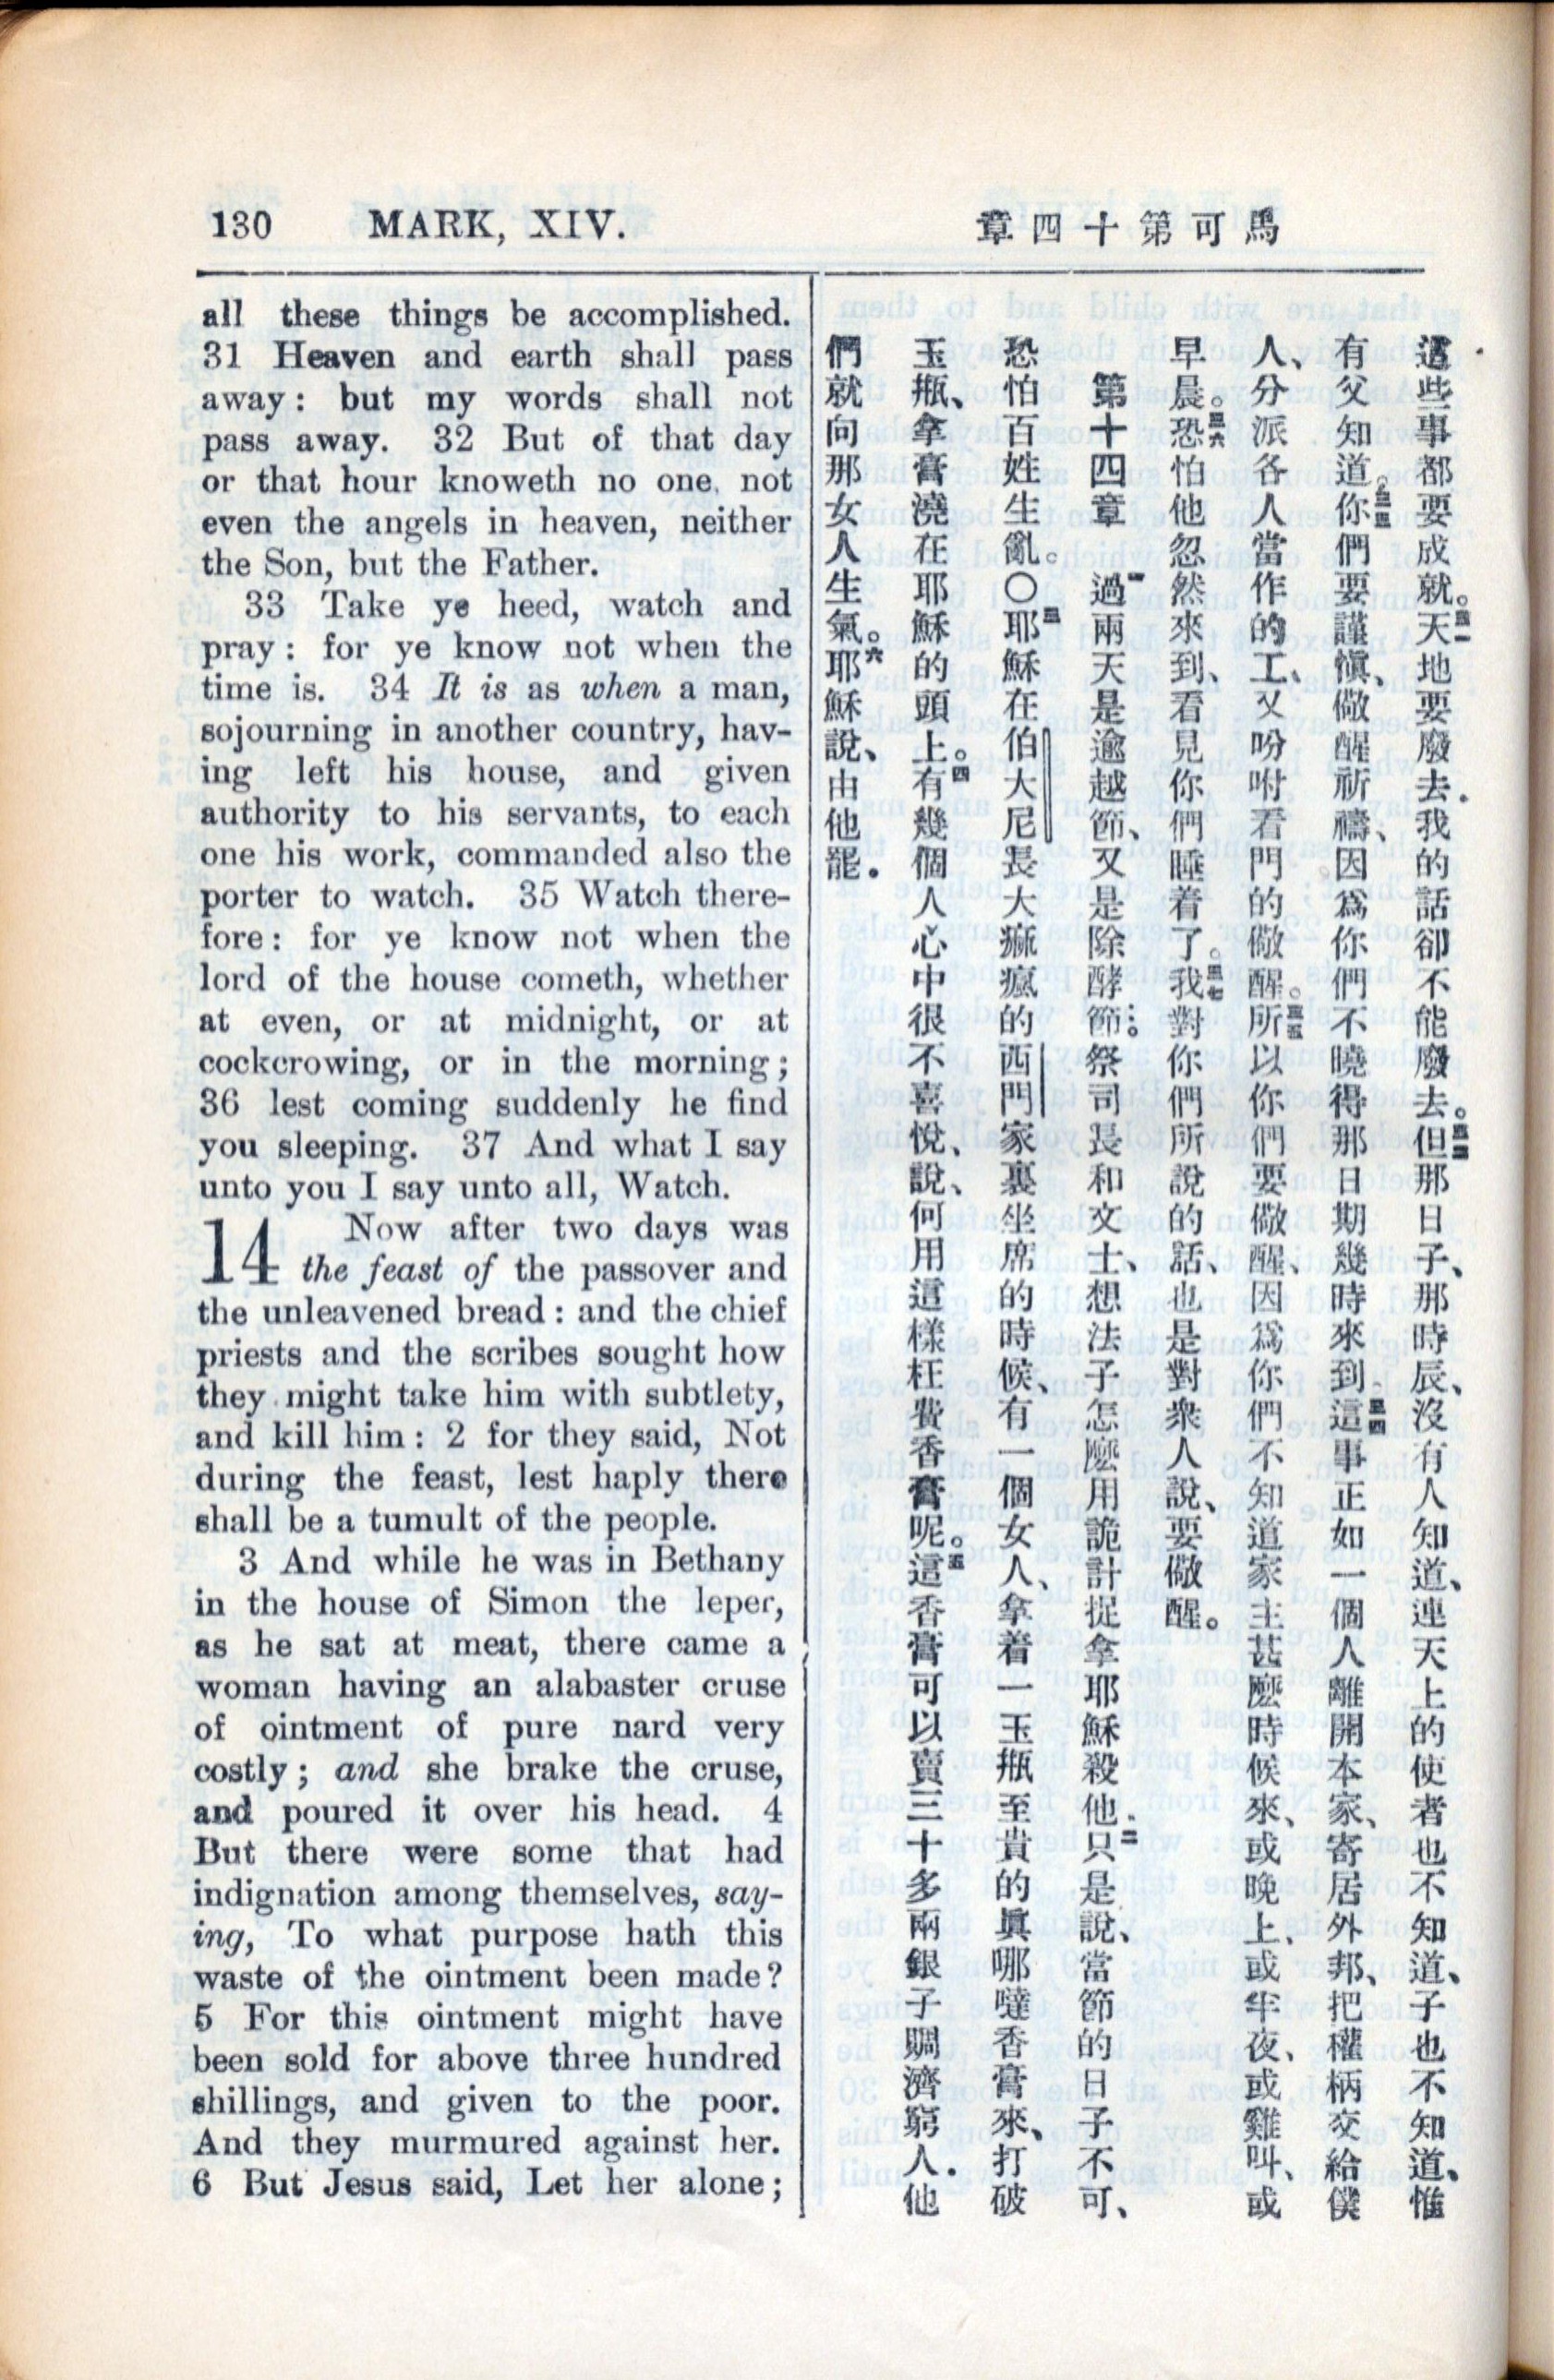 130 MARK, XIV.
馬可第十四章
all these things be accomplished.
31 Heaven and earth shall pass
away: but my words shall not
pass away. 32 But of that day
or that hour knoweth no one, not
even the angels in heaven, neither
the Son, but the Father.
33 Take ye heed, watch and
pray: for ye know not when the
time is. 34 It is as when a man,
sojourning in another country, hav-
ing left his house, and given
authority to his servants, to each
one his work, commanded also the
porter to watch. 35 Watch there-
fore: for ye know not when the
lord of the house cometh, whether
at even, or at midnight, or at
cockcrowing, or in the morning;
36 lest coming suddenly he find
you sleeping. 37 And what I say
unto you I say unto all, Watch.
14 Now after two days was
the feast of the passover and
the unleavened bread: and the chief
priests and the scribes sought how
they might take him with subtlety,
and kill him: 2 for they said, Not
during the feast, lest haply there
shall be a tumult of the people.
3 And while he was in Bethany
in the house of Simon the leper,
as he sat at meat, there came a
woman having an alabaster cruse
of ointment of pure nard very
costly; and she brake the cruse,
and poured it over his head. 4
But there were some that had
indignation among themselves, say-
ing, To what purpose hath this
waste of the ointment been made?
5 For this ointment might have
been sold for above three hundred
shillings, and given to the poor.
And they murmured against her.
6 But Jesus said, Let her alone;
這些事都要成就。三一天地要廢去.我的話卻不能廢去。三二但那日子、那時辰、沒有人知道、連天上的使者也不知道、子也不知道、惟
有父知道。三三你們要謹愼、儆醒祈禱、因爲你們不曉得那日期幾時來到。三四這事正如一個人離開本家、寄居外邦、把權柄交給僕
人、分派各人當作的工、又吩咐看門的儆醒。三五所以你們要儆醒、因爲你們不知道家主甚麼時候來、或晚上、或半夜、或雞叫、或
早晨。三六恐怕他忽然來到、看見你們睡着了。三七我對你們所說的話、也是對衆人說、要儆醒。
第十四章 一過兩天是逾越節、又是除酵節.祭司長和文士、想法子怎麼用詭計捉拿耶穌殺他.二只是說、當節的日子不可、
恐怕百姓生亂。〇三耶穌在伯大尼長大痲瘋的西門家裏坐席的時候、有一個女人、拿着一玉瓶至貴的眞哪噠香膏來、打破
玉瓶、拿膏澆在耶穌的頭上。四有幾個人心中很不喜悅、說、何用這樣枉費香膏呢。五這香膏可以賣三十多兩銀子賙濟窮人.他
們就向那女人生氣。六耶穌說、由他罷.